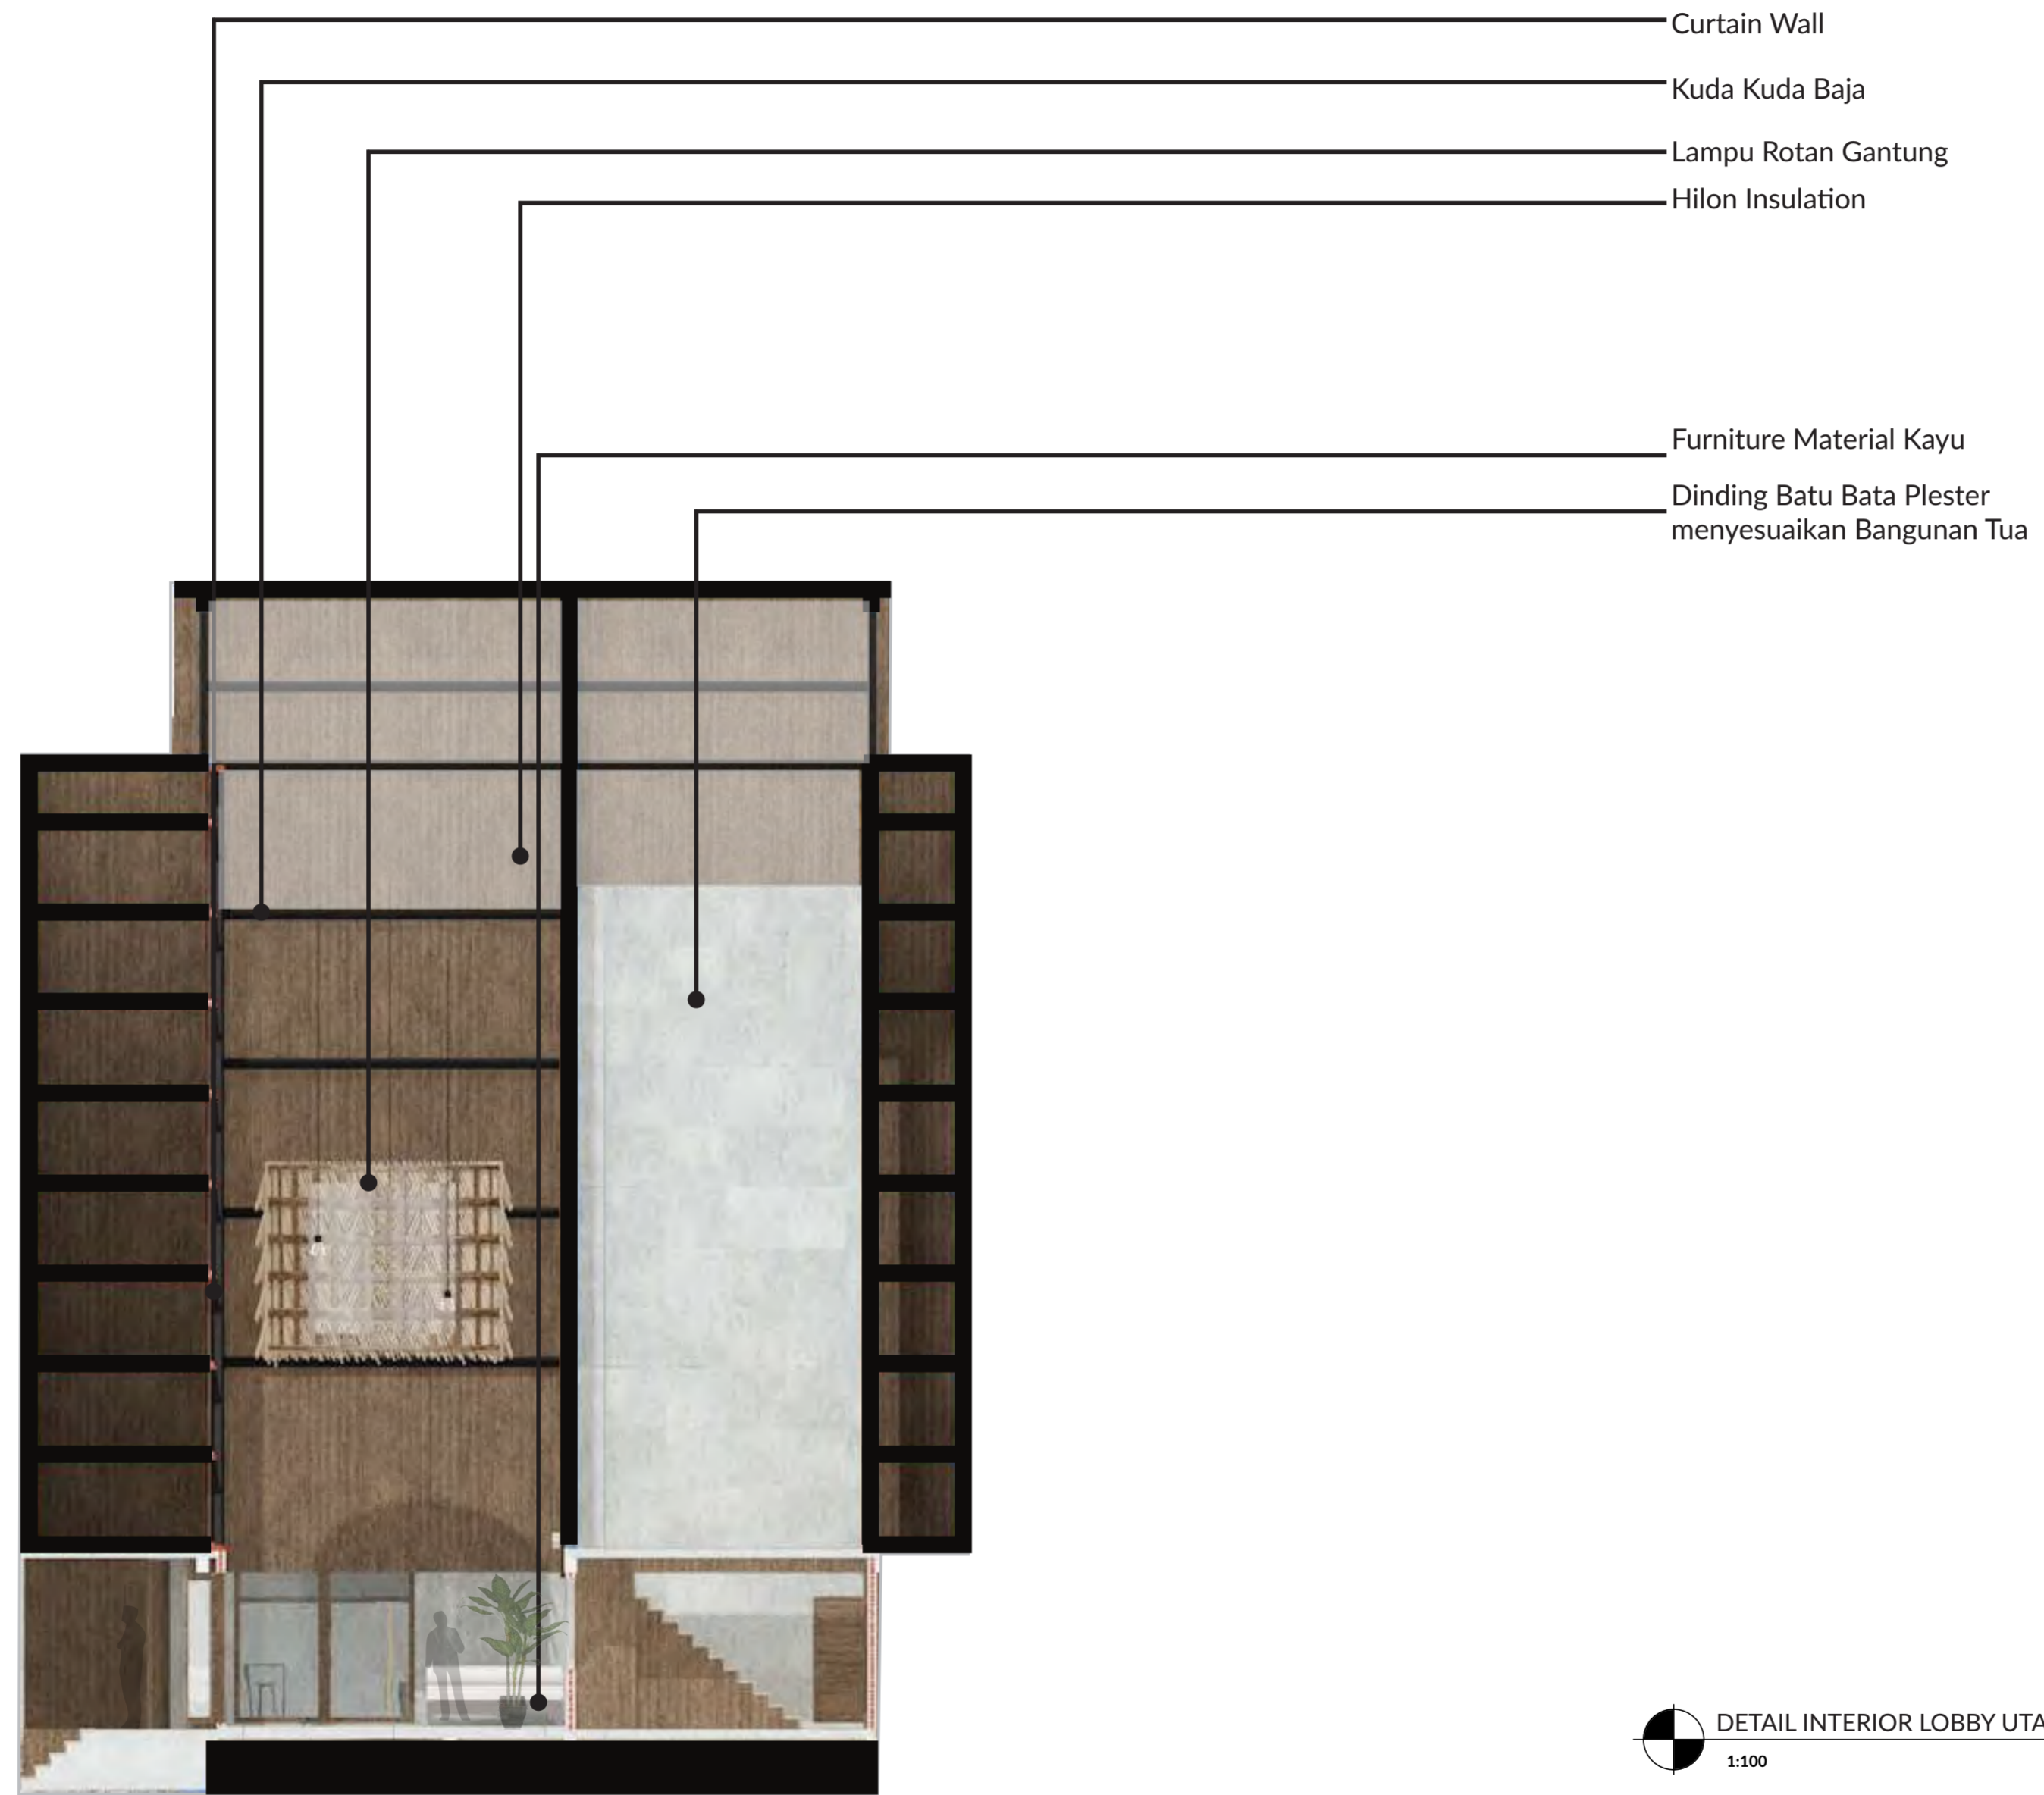 Curtain Wall
Kuda Kuda Baja
Lampu Rotan Gantung
Hilon Insulation
Furniture Material Kayu
Dinding Batu Bata Plester
menyesuaikan Bangunan Tua
DETAIL INTERIOR LOBBY UTA
1:100